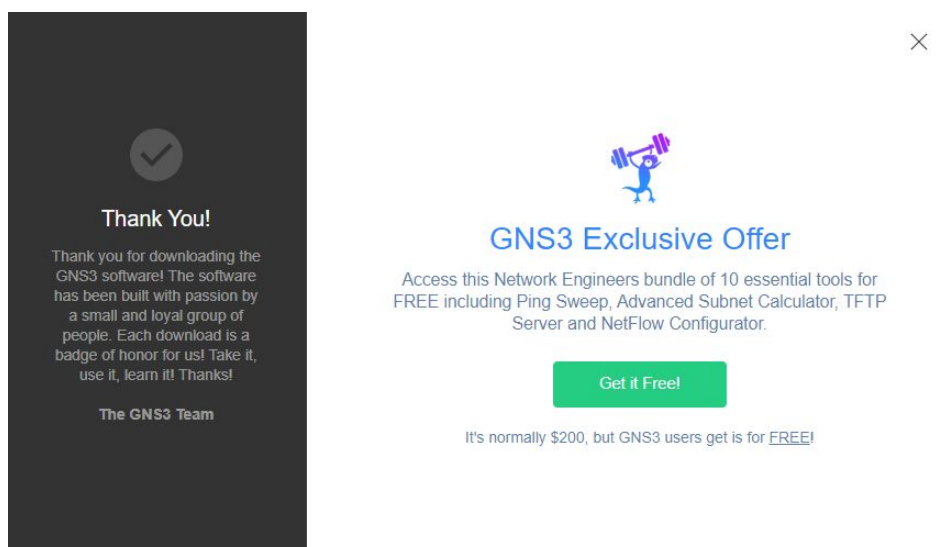 Thank You!
Thank you for downloading the
GNS3 software! The software
has been built with passion by
a small and loyal group of
people. Each download is a
badge of honor for us! Take it,
use it, learn it! Thanks!
The GNS3 Team
GNS3 Exclusive Offer
Access this Network Engineers bundle of 10 essential tools for
FREE including Ping Sweep, Advanced Subnet Calculator, TFTP
Server and NetFlow Configurator.
Get it Free!
It's normally $200, but GNS3 users get is for FREE!